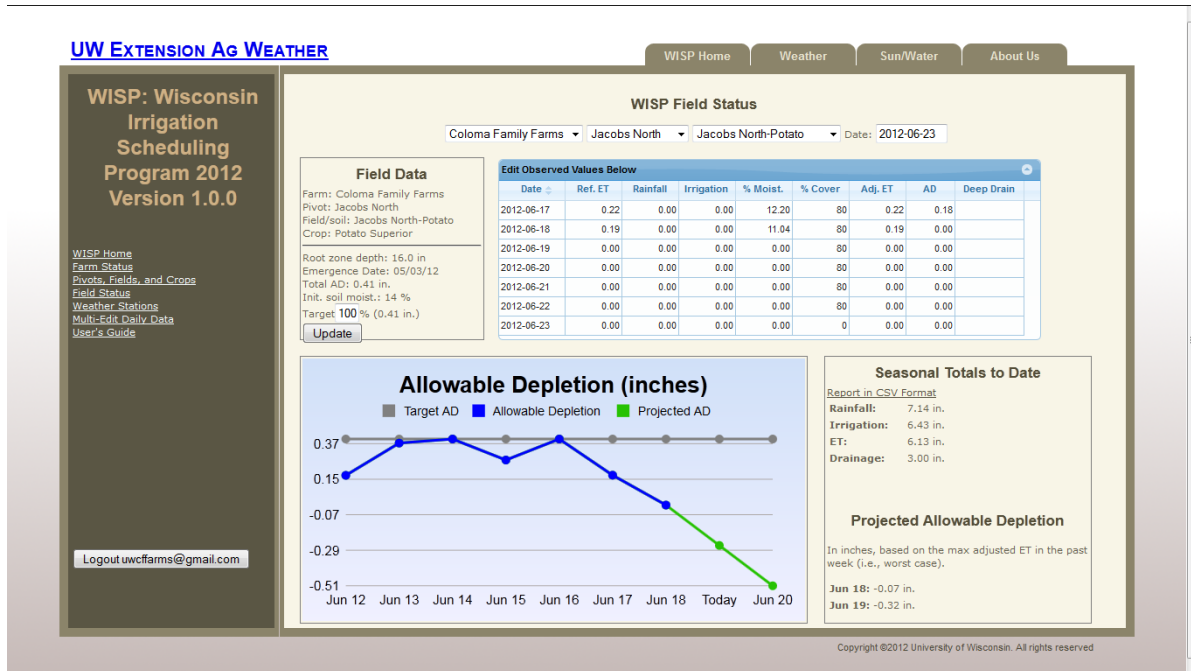 UW Extension Ag Weather
WISP Home Weather Sun/Water About Us
WISP: Wisconsin
Irrigation
Scheduling
Program 2012
Version 1.0.0
WISP Home
Farm Status
Pivots, Fields, and Crops
Field Status
Weather Stations
Multi-Edit Daily Data
User's Guide
Logout uwcffarms@gmail.com
WISP Field Status
Coloma Family Farms Jacobs North Jacobs North-Potato Date: 2012-06-23
Field Data
Farm: Coloma Family Farms
Pivot: Jacobs North
Field/soil: Jacobs North-Potato
Crop: Potato Superior
Root zone depth: 16.0 in
Emergence Date: 05/03/12
Total AD: 0.41 in.
Init. soil moist.: 14 %
Target 100 % (0.41 in.)
Update
Edit Observed Values Below
Date Ref. ET Rainfall Irrigation % Moist. % Cover Adj. ET AD Deep Drain
2012-06-17 0.22 0.00 0.00 12.20 80 0.22 0.18
2012-06-18 0.19 0.00 0.00 11.04 80 0.19 0.00
2012-06-19 0.00 0.00 0.00 0.00 80 0.00 0.00
2012-06-20 0.00 0.00 0.00 0.00 80 0.00 0.00
2012-06-21 0.00 0.00 0.00 0.00 80 0.00 0.00
2012-06-22 0.00 0.00 0.00 0.00 80 0.00 0.00
2012-06-23 0.00 0.00 0.00 0.00 0 0.00 0.00
Allowable Depletion (inches)
Target AD Allowable Depletion Projected AD
0.37
0.15
-0.07
-0.29
-0.51
Jun 12 Jun 13 Jun 14 Jun 15 Jun 16 Jun 17 Jun 18 Today Jun 20
Seasonal Totals to Date
Report in CSV Format
Rainfall: 7.14 in.
Irrigation: 6.43 in.
ET: 6.13 in.
Drainage: 3.00 in.
Projected Allowable Depletion
In inches, based on the max adjusted ET in the past
week (i.e., worst case).
Jun 18: -0.07 in.
Jun 19: -0.32 in.
Copyright ©2012 University of Wisconsin. All rights reserved